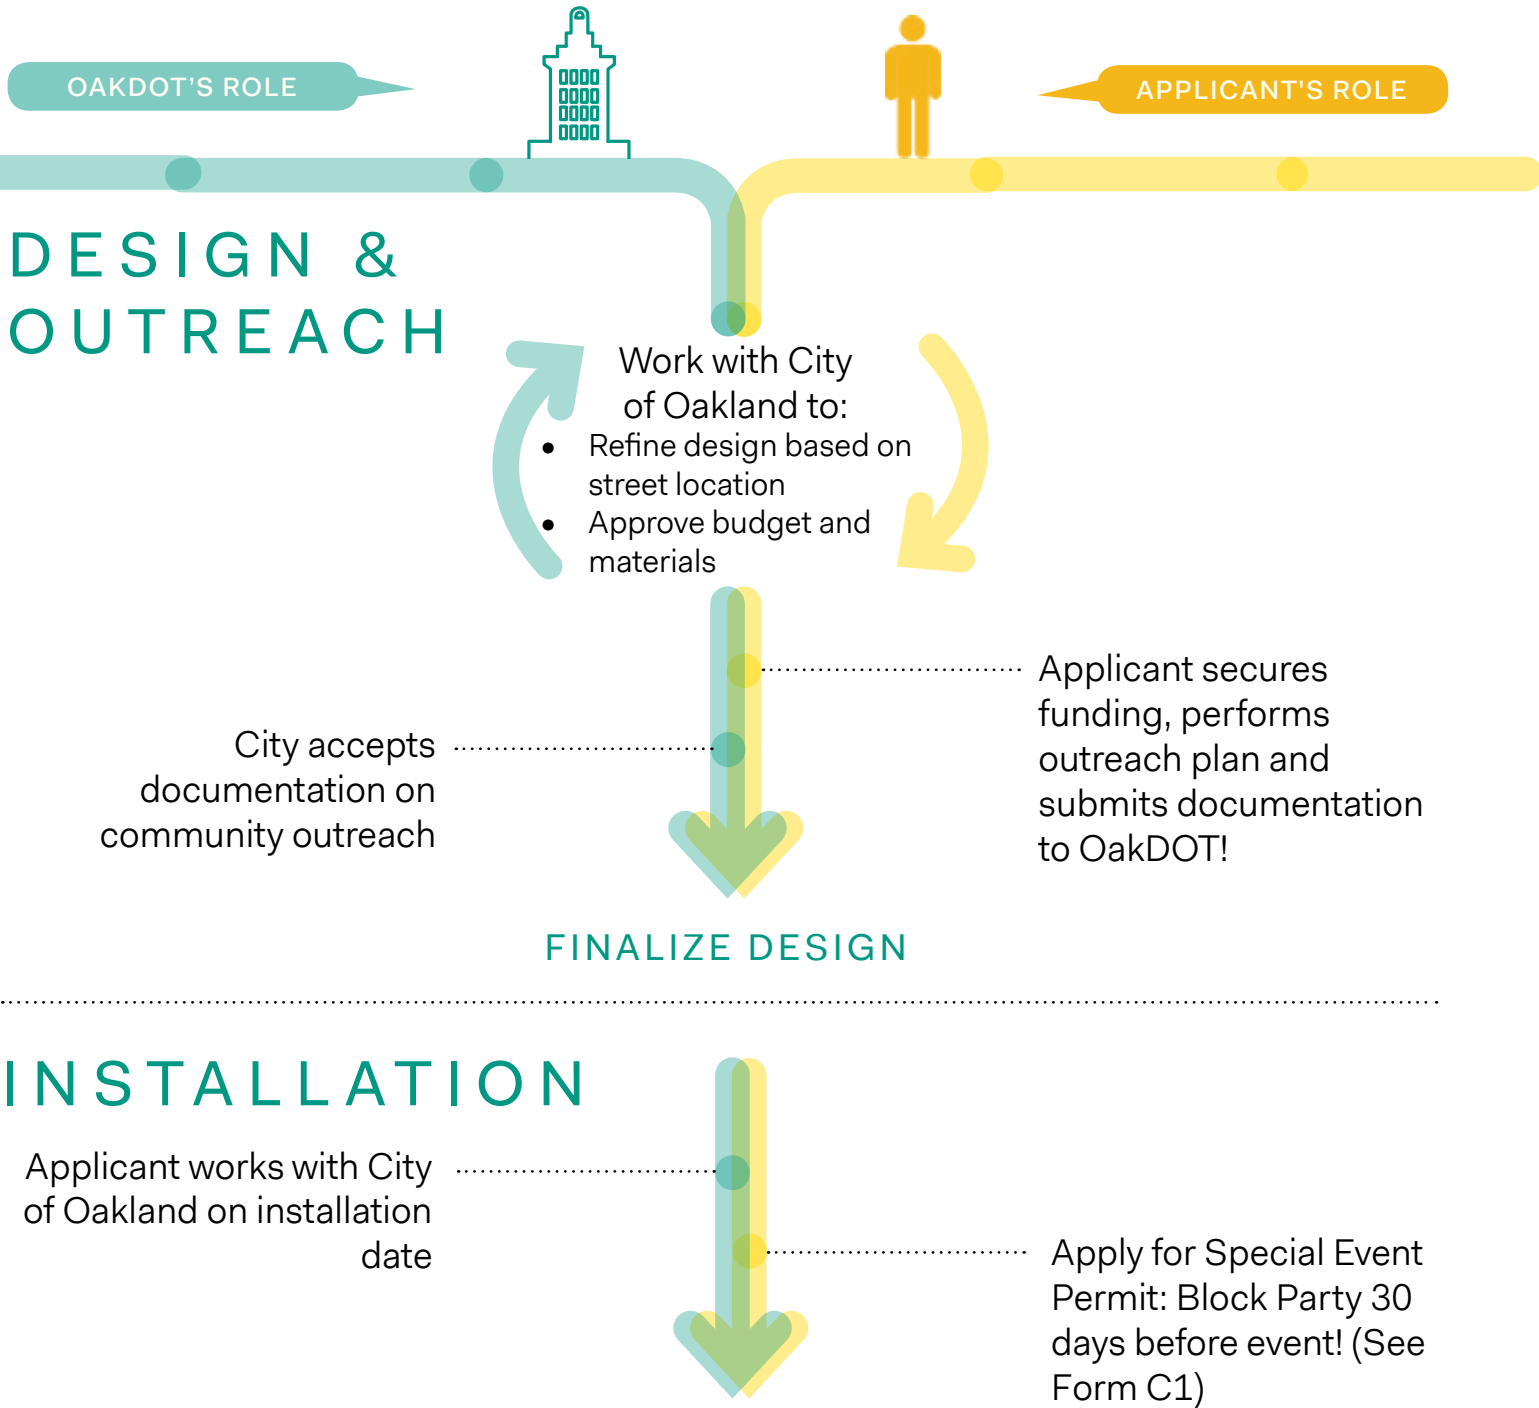 OAKDOT'S ROLE
APPLICANT'S ROLE
DESIGN &
OUTREACH
Work with City
of Oakland to:
• Refine design based on
street location
• Approve budget and
materials
Applicant secures
funding, performs
outreach plan and
submits documentation
to OakDOT!
City accepts
documentation on
community outreach
FINALIZE DESIGN
INSTALLATION
Applicant works with City
of Oakland on installation
date
Apply for Special Event
Permit: Block Party 30
days before event! (See
Form C1)